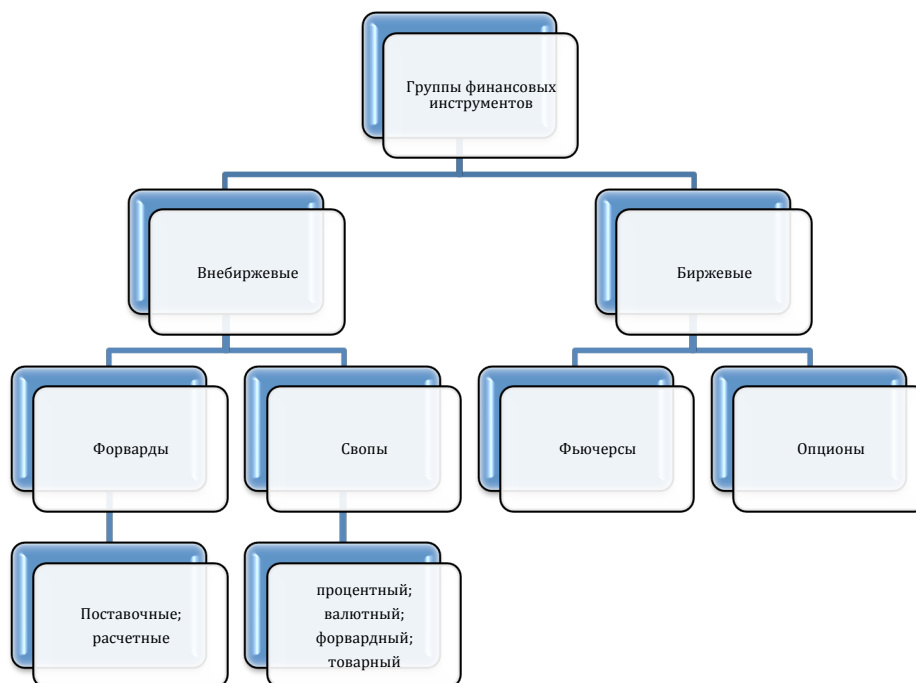 Группы финансовых
инструментов
Внебиржевые
Биржевые
Форварды
Свопы
Фьючерсы
Опционы
Поставочные;
расчетные
процентный;
валютный;
форвардный;
товарный